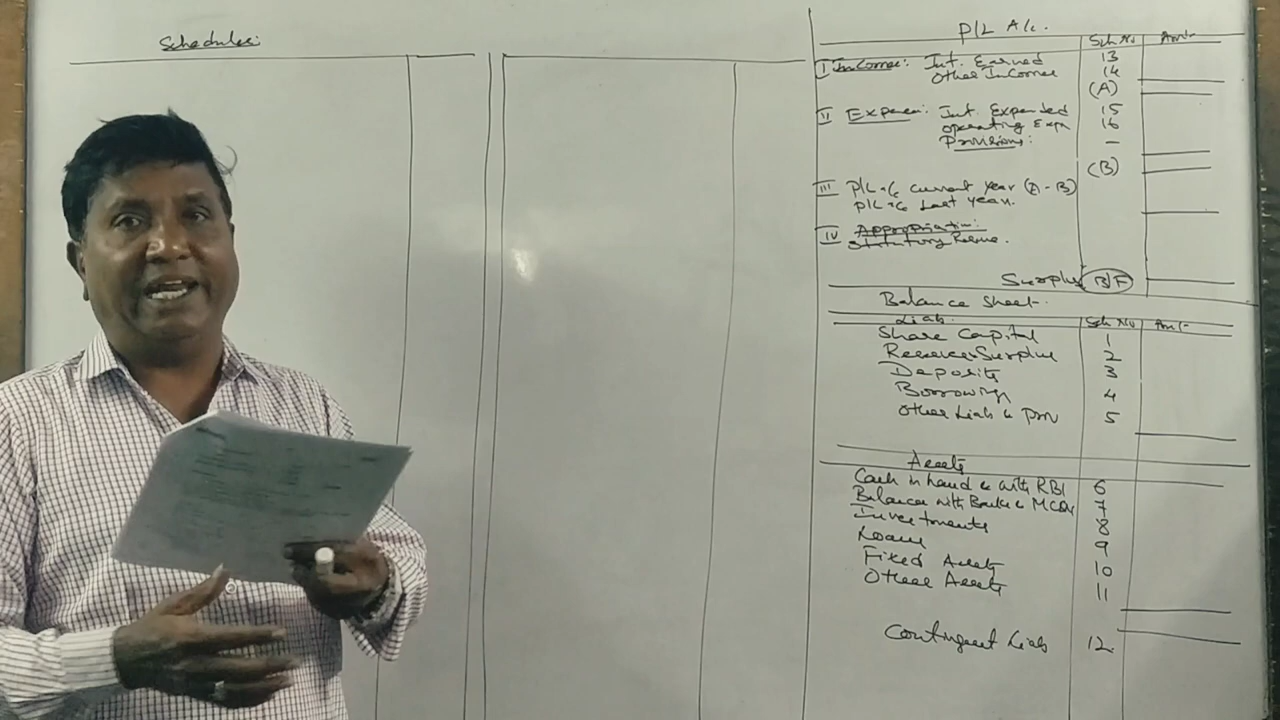 Schedules:
P/L A/c.
Sch No Amt
I Income: Int. Earned 13
Other Income 14
(A)
II Expenses: Int. Expended 15
Operating Exp 16
Provisions: —
(B)
III P/L a/c current year (A-B)
P/L a/c Last year.
IV Appropriation:
Statutory Reserve.
Surplus B/F
Balance Sheet.
Liab. Sch No Amt
Share Capital 1
Reserves & Surplus 2
Deposits 3
Borrowing 4
Other Liab & Prov 5
Assets
Cash in hand & with RBI 6
Balances with Banks & MC@N 7
Investments 8
Loans 9
Fixed Assets 10
Other Assets 11
Contingent Liab 12.